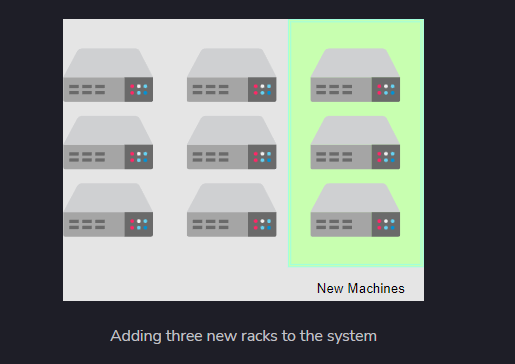 New Machines
Adding three new racks to the system